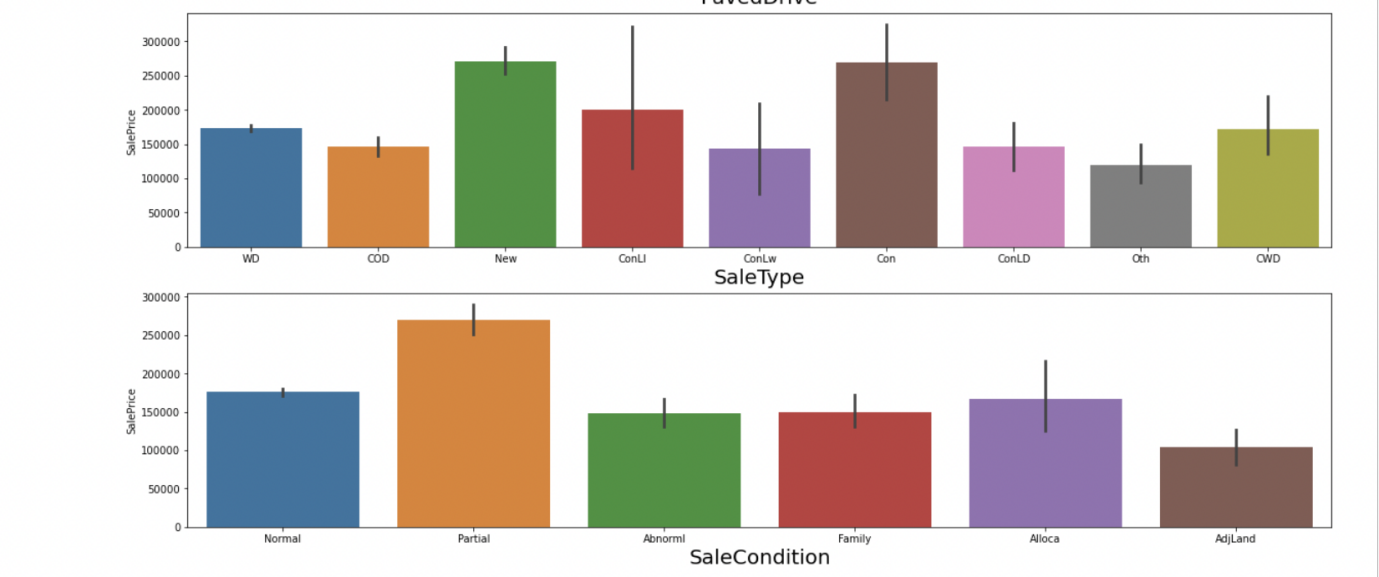 300000
250000
200000
150000
100000
50000
0
SalePrice
WD COD New ConLI ConLw Con ConLD Oth CWD
SaleType
300000
250000
200000
150000
100000
50000
0
SalePrice
Normal Partial Abnorml Family Alloca AdjLand
SaleCondition